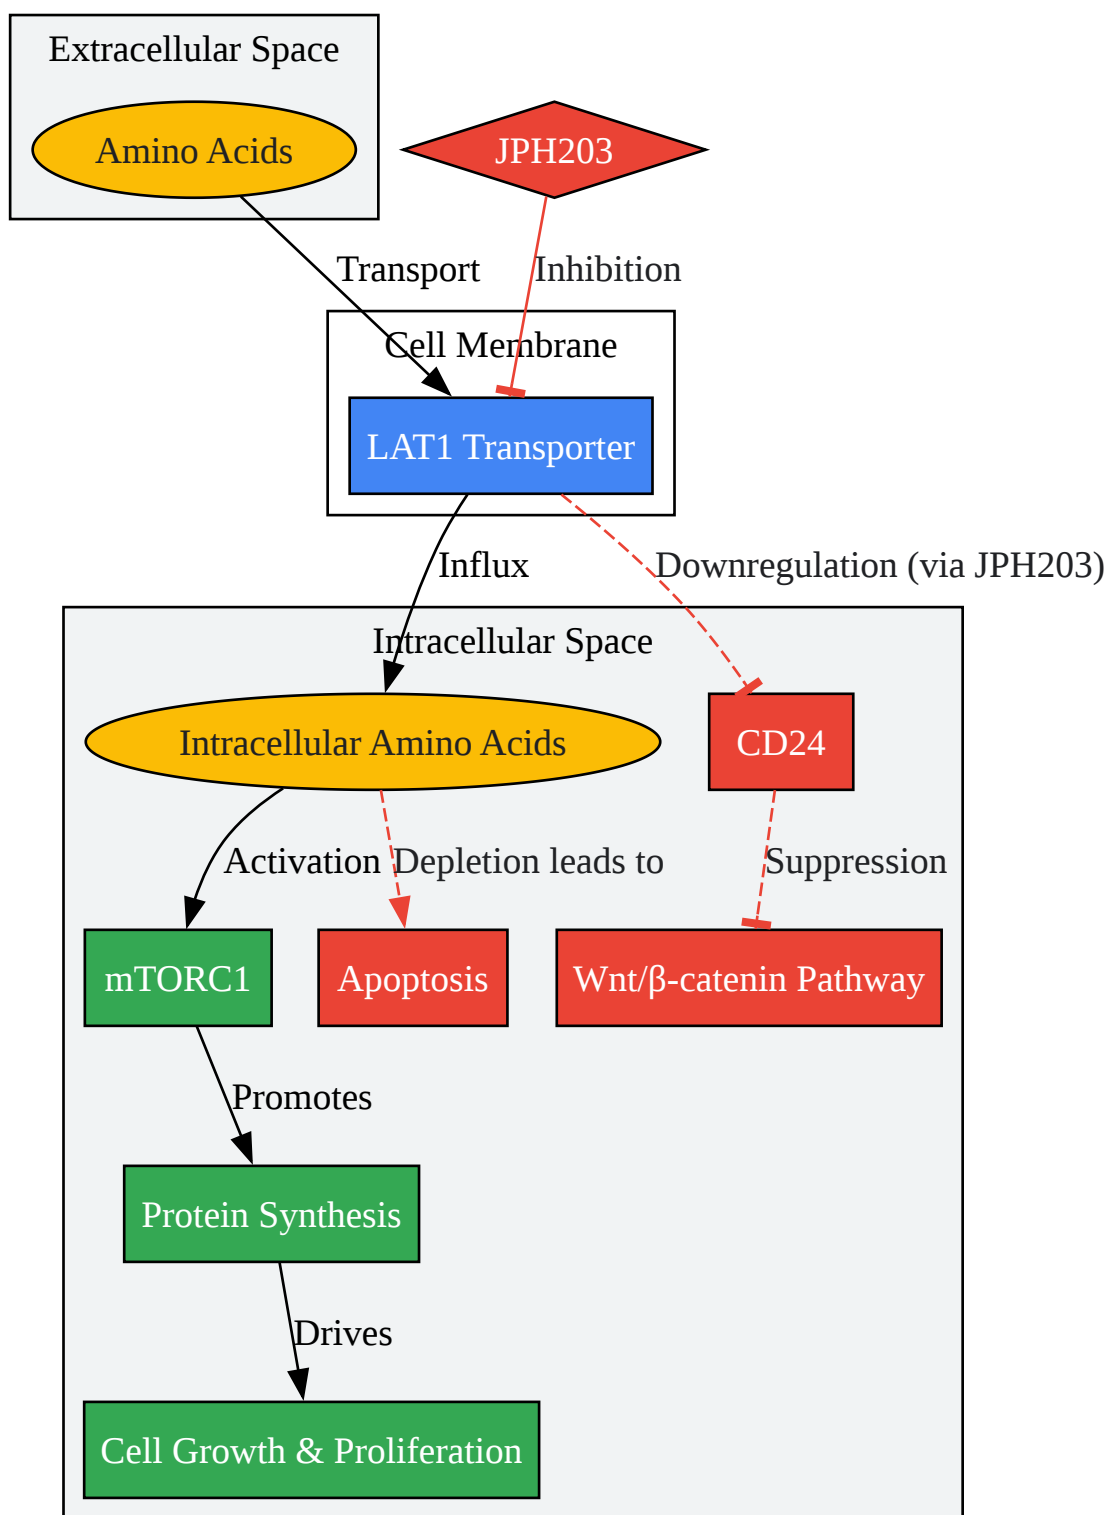 Extracellular Space
Amino Acids
JPH203
Transport
Inhibition
Cell Membrane
LAT1 Transporter
Influx
Downregulation (via JPH203)
Intracellular Space
Intracellular Amino Acids
CD24
Activation
Depletion leads to
Suppression
mTORC1
Apoptosis
Wnt/β-catenin Pathway
Promotes
Protein Synthesis
Drives
Cell Growth & Proliferation